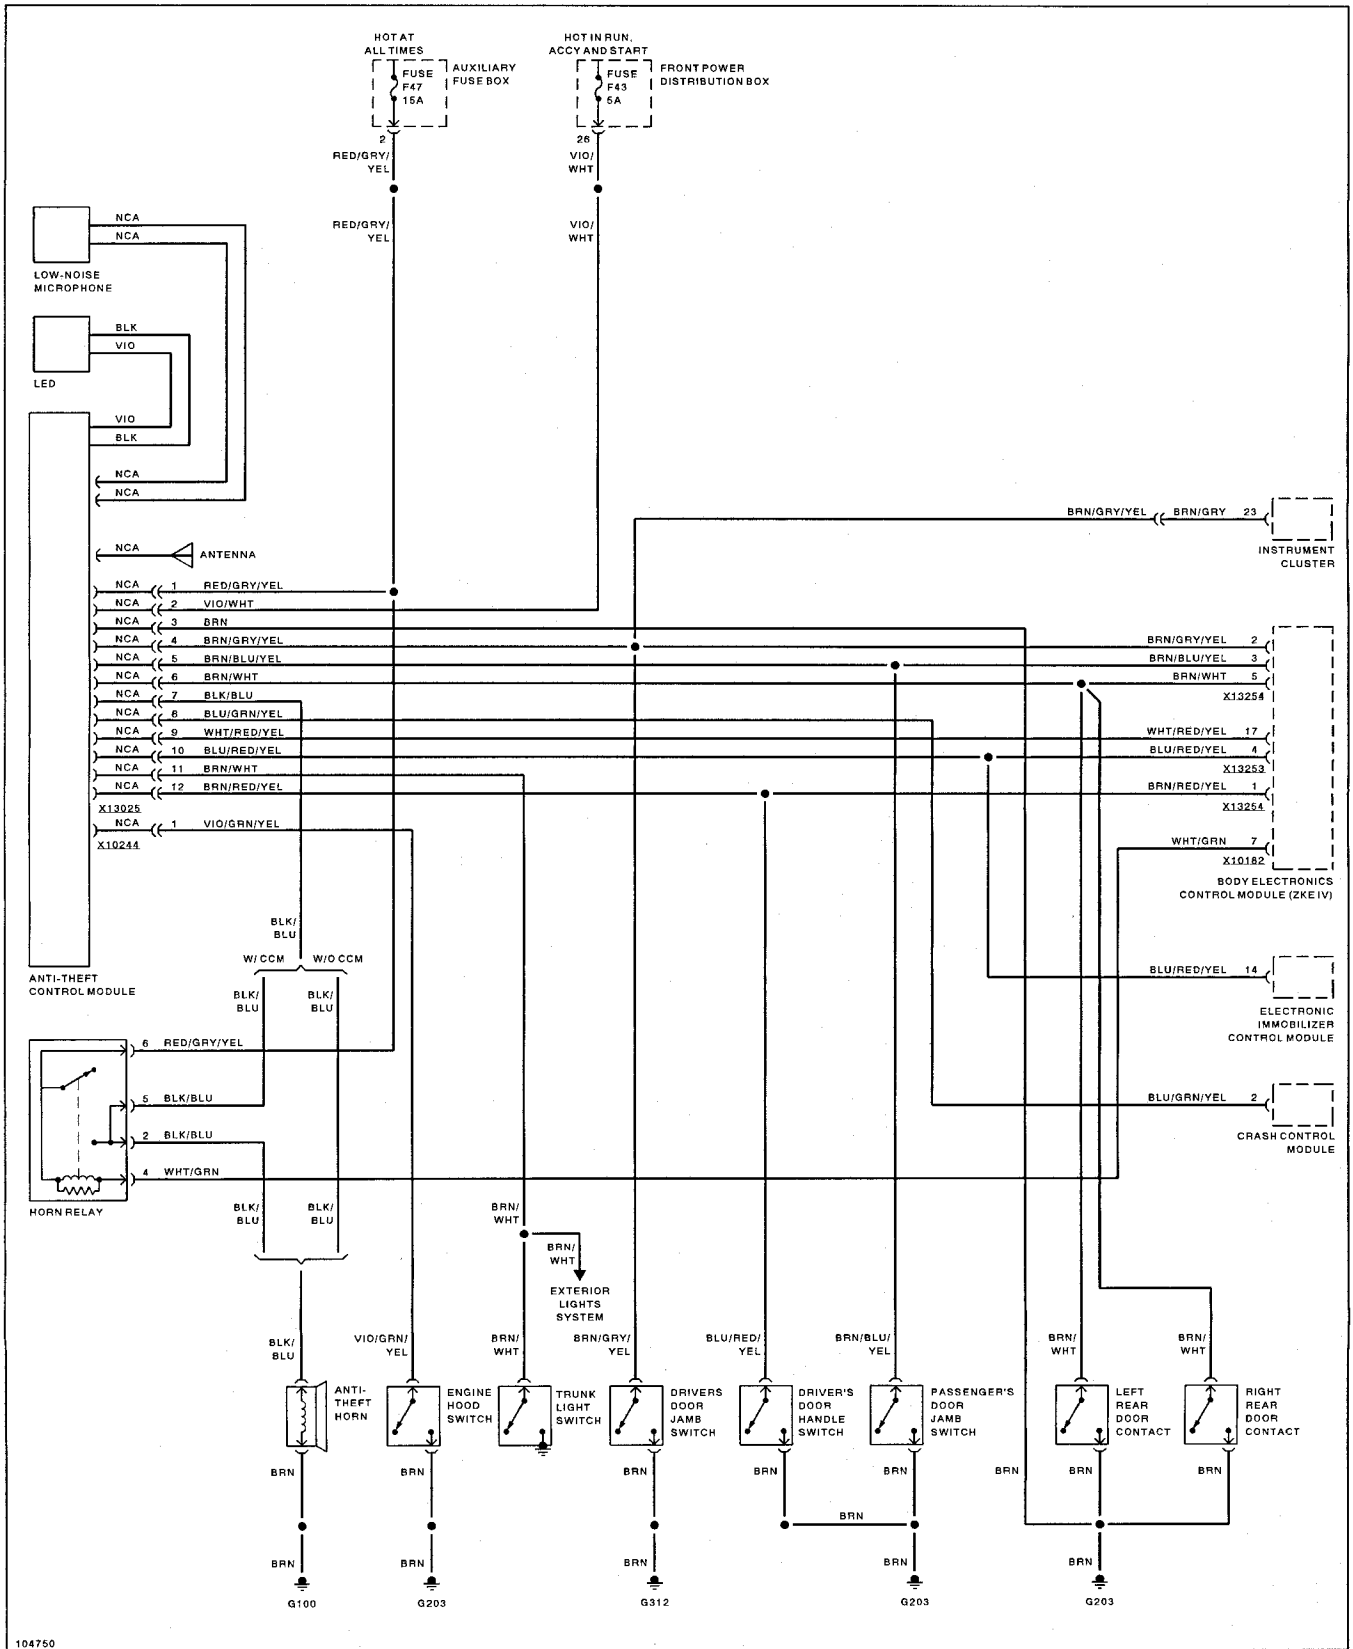 HOT AT
ALL TIMES
HOT IN RUN,
ACCY AND START
FUSE
F47
15A
AUXILIARY
FUSE BOX
FUSE
F43
5A
FRONT POWER
DISTRIBUTION BOX
2
26
RED/GRY/
YEL
VIO/
WHT
RED/GRY/
YEL
VIO/
WHT
NCA
NCA
LOW-NOISE
MICROPHONE
BLK
VIO
LED
VIO
BLK
NCA
NCA
NCA
ANTENNA
BRN/GRY/YEL
BRN/GRY
23
INSTRUMENT
CLUSTER
NCA 1 RED/GRY/YEL
NCA 2 VIO/WHT
NCA 3 BRN
NCA 4 BRN/GRY/YEL
BRN/GRY/YEL 2
NCA 5 BRN/BLU/YEL
BRN/BLU/YEL 3
NCA 6 BRN/WHT
BRN/WHT 5
X13254
NCA 7 BLK/BLU
NCA 8 BLU/GRN/YEL
NCA 9 WHT/RED/YEL
WHT/RED/YEL 17
NCA 10 BLU/RED/YEL
BLU/RED/YEL 4
X13253
NCA 11 BRN/WHT
NCA 12 BRN/RED/YEL
BRN/RED/YEL 1
X13254
X13025
NCA 1 VIO/GRN/YEL
X10244
WHT/GRN 7
X10182
BODY ELECTRONICS
CONTROL MODULE (ZKE IV)
BLK/
BLU
W/ CCM
W/O CCM
ANTI-THEFT
CONTROL MODULE
BLK/
BLU
BLK/
BLU
BLU/RED/YEL 14
ELECTRONIC
IMMOBILIZER
CONTROL MODULE
6 RED/GRY/YEL
5 BLK/BLU
2 BLK/BLU
4 WHT/GRN
HORN RELAY
BLU/GRN/YEL 2
CRASH CONTROL
MODULE
BLK/
BLU
BLK/
BLU
BRN/
WHT
BRN/
WHT
EXTERIOR
LIGHTS
SYSTEM
BLK/
BLU
VIO/GRN/
YEL
BRN/
WHT
BRN/GRY/
YEL
BLU/RED/
YEL
BRN/BLU/
YEL
BRN/
WHT
BRN/
WHT
ANTI-
THEFT
HORN
ENGINE
HOOD
SWITCH
TRUNK
LIGHT
SWITCH
DRIVERS
DOOR
JAMB
SWITCH
DRIVER'S
DOOR
HANDLE
SWITCH
PASSENGER'S
DOOR
JAMB
SWITCH
LEFT
REAR
DOOR
CONTACT
RIGHT
REAR
DOOR
CONTACT
BRN
BRN
BRN
BRN
BRN
BRN
BRN
BRN
BRN
BRN
BRN
BRN
BRN
BRN
G100
G203
G312
G203
G203
104750